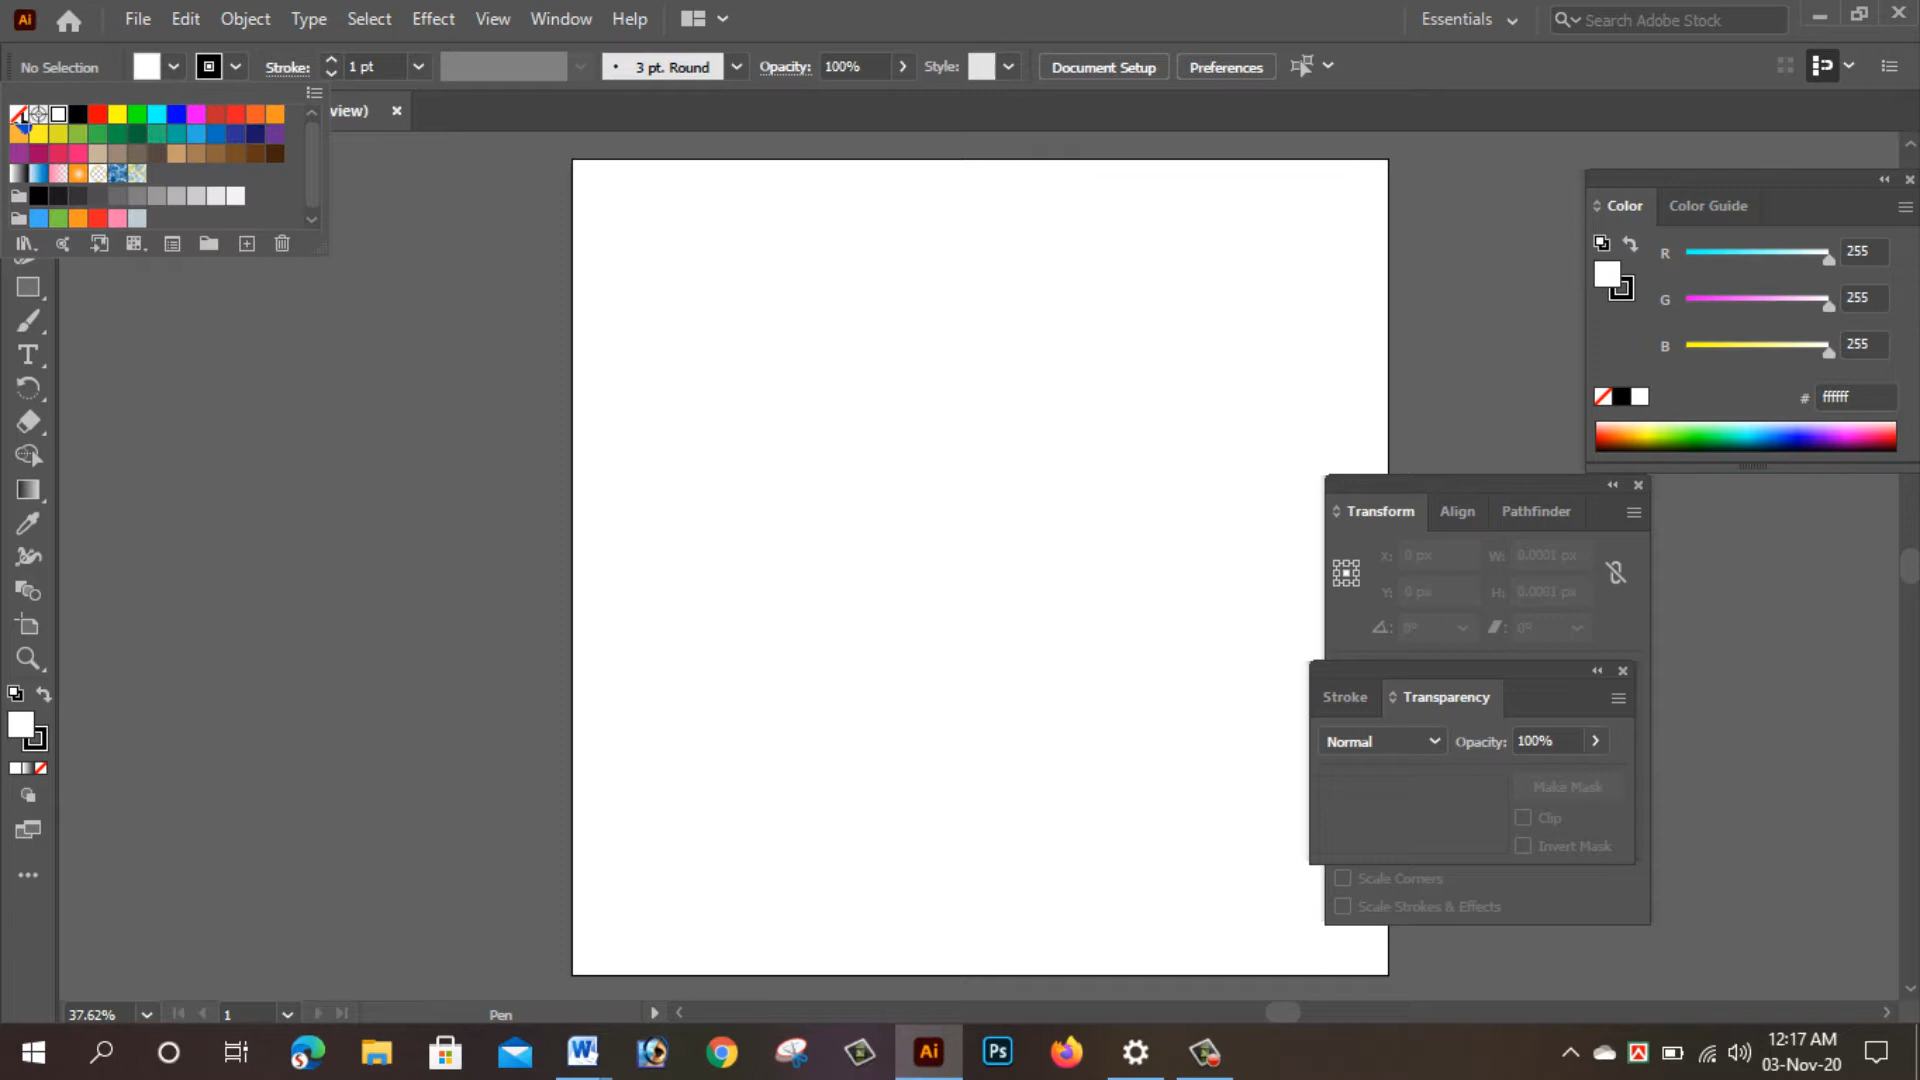 Ai File Edit Object Type Select Effect View Window Help Essentials Search Adobe Stock
No Selection Stroke: 1 pt 3 pt. Round Opacity: 100% Style: Document Setup Preferences
view)
Color Color Guide
R 255
G 255
B 255
# ffffff
Transform Align Pathfinder
X: 0 px W: 0.0001 px
Y: 0 px H: 0.0001 px
0° 0°
Stroke Transparency
Normal Opacity: 100%
Make Mask
Clip
Invert Mask
Scale Corners
Scale Strokes & Effects
37.62% 1 Pen
Ai Ps
12:17 AM
03-Nov-20